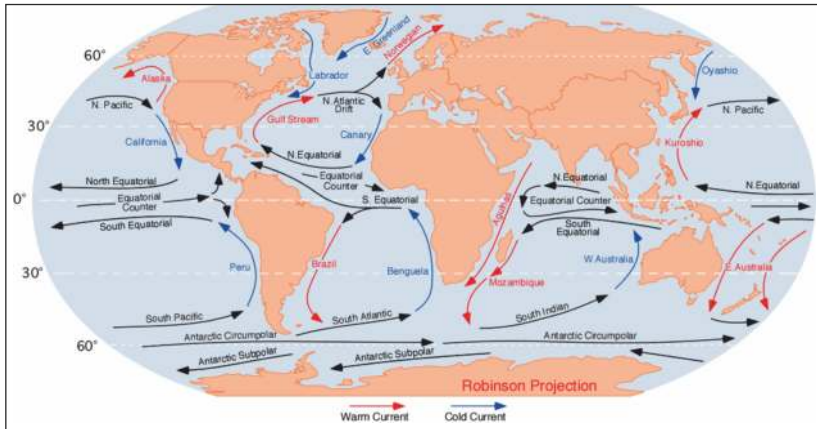 60°
30°
0°
30°
60°
Alaska
N. Pacific
California
North Equatorial
Equatorial
Counter
South Equatorial
Peru
South Pacific
Antarctic Circumpolar
Antarctic Subpolar
Labrador
E. Greenland
Norwegian
N. Atlantic
Drift
Gulf Stream
Canary
N. Equatorial
Equatorial
Counter
S. Equatorial
Brazil
Benguela
South Atlantic
Antarctic Subpolar
Agulhas
Mozambique
N.Equatorial
Equatorial Counter
South
Equatorial
W.Australia
South Indian
Antarctic Circumpolar
Oyashio
N. Pacific
Kuroshio
N.Equatorial
E.Australia
Robinson Projection
Warm Current
Cold Current